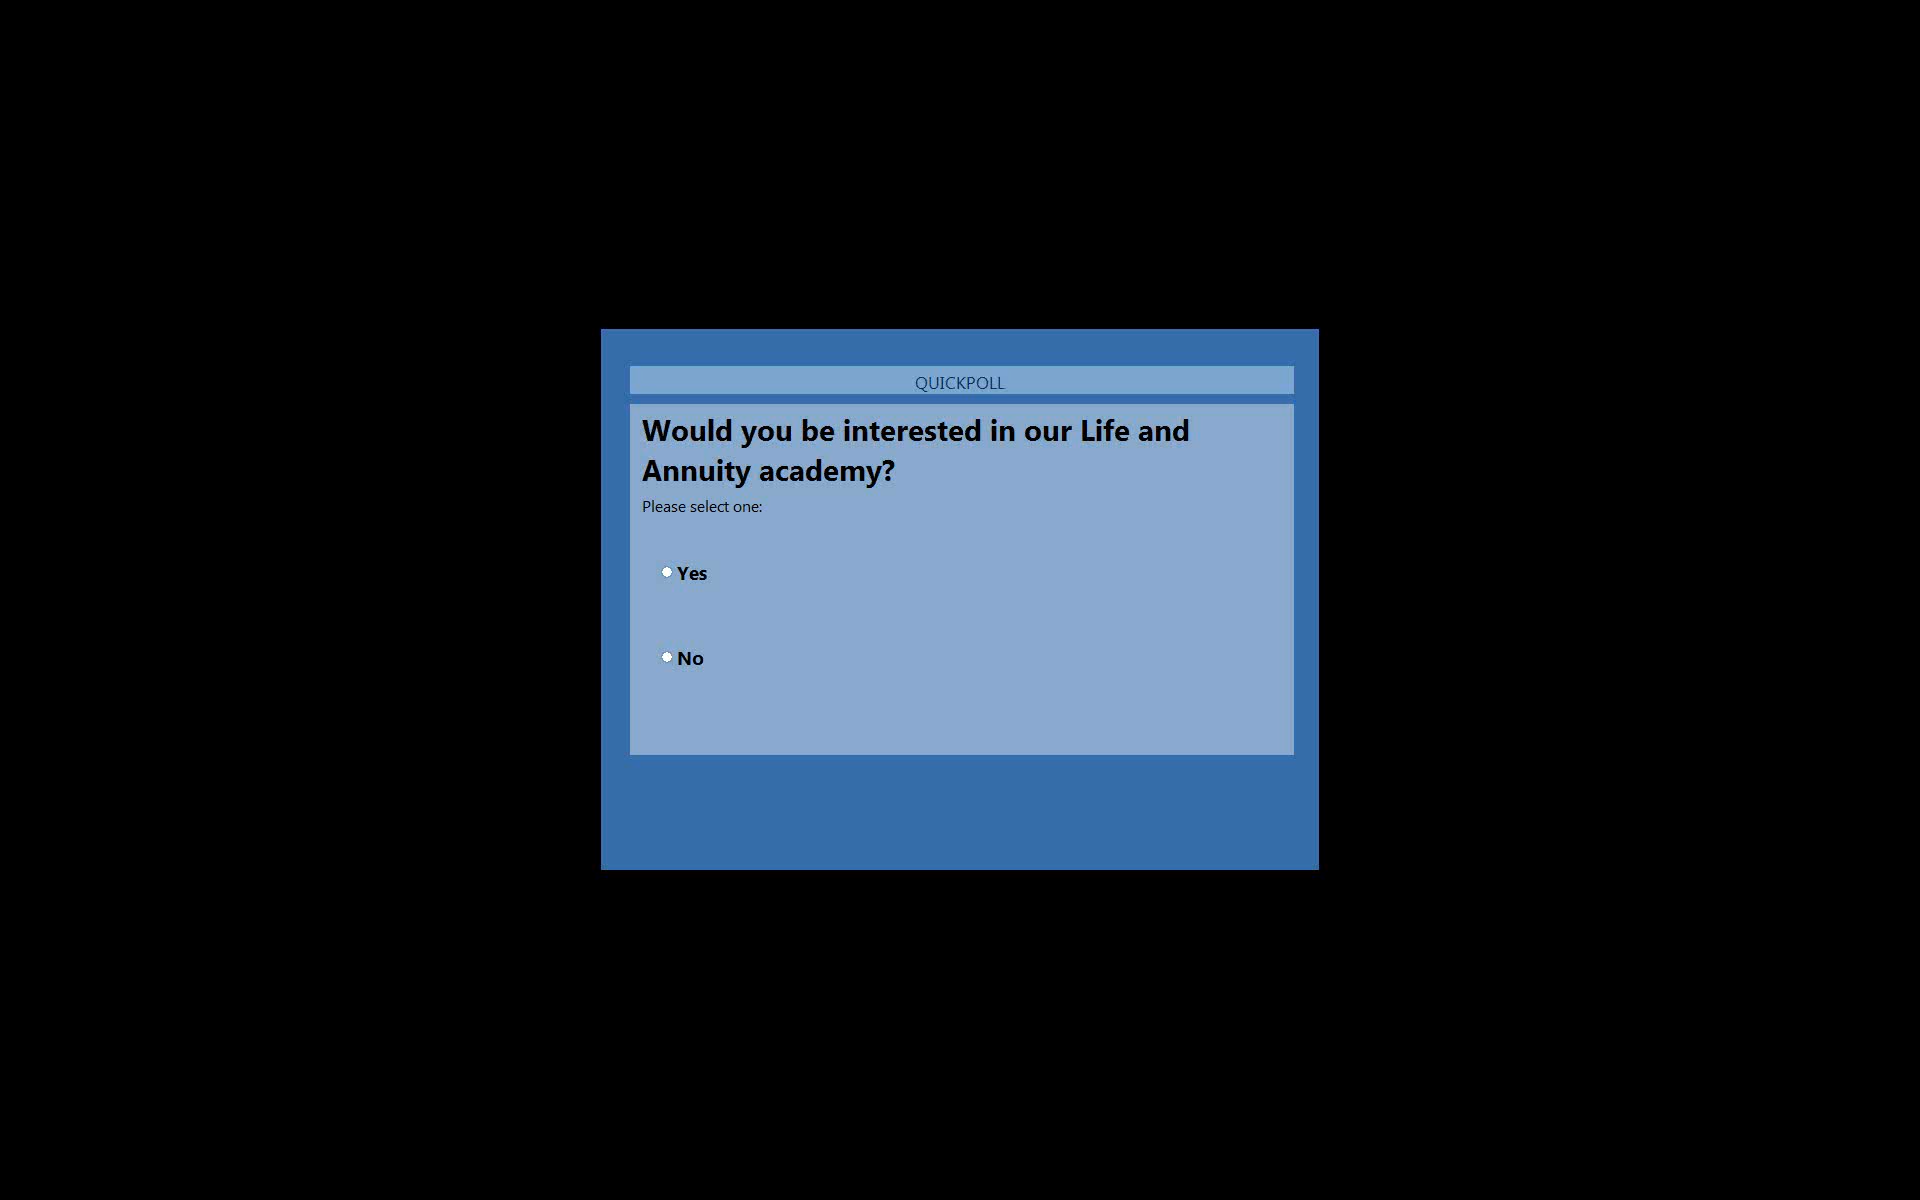 QUICKPOLL
Would you be interested in our Life and
Annuity academy?
Please select one:
Yes
No